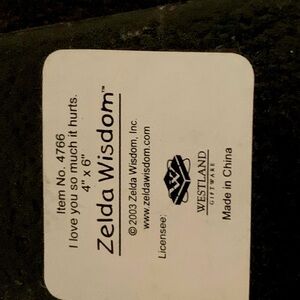 Item No. 4766
I love you so much it hurts.
4" x 6"
Zelda Wisdom™
© 2003 Zelda Wisdom, Inc.
www.zeldawisdom.com
Licensee:
W
WESTLAND
GIFTWARE
Made in China